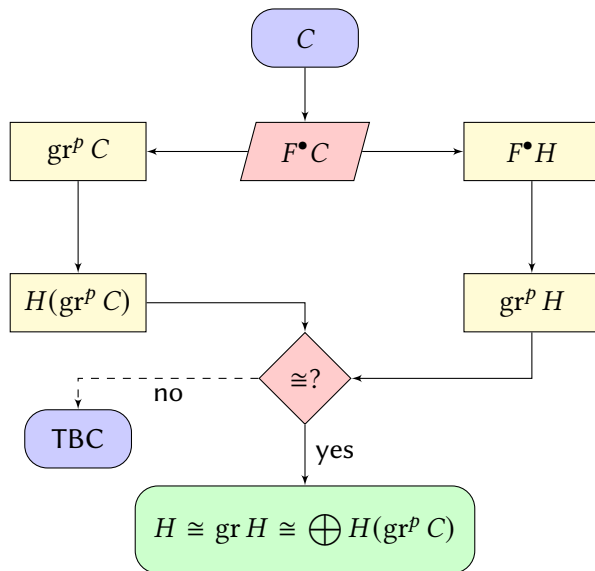 C
gr^p C
F^• C
F^• H
H(gr^p C)
gr^p H
≅?
no
TBC
yes
H ≅ gr H ≅ ⨁ H(gr^p C)